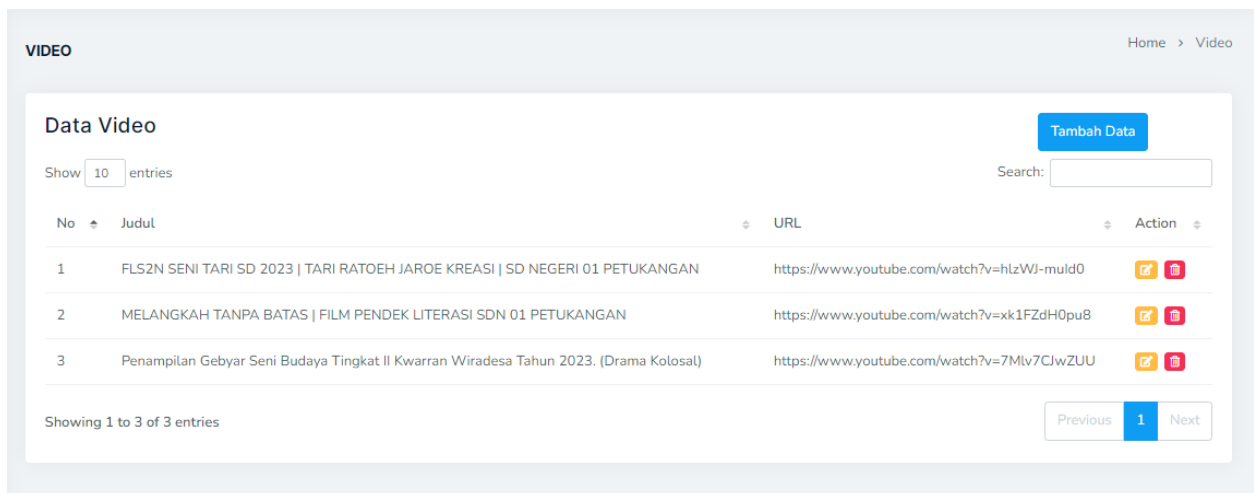 VIDEO
Home > Video
Data Video
Tambah Data
Show 10 entries
Search:
No Judul URL Action
1 FLS2N SENI TARI SD 2023 | TARI RATOEH JAROE KREASI | SD NEGERI 01 PETUKANGAN https://www.youtube.com/watch?v=hlzWJ-muld0
2 MELANGKAH TANPA BATAS | FILM PENDEK LITERASI SDN 01 PETUKANGAN https://www.youtube.com/watch?v=xk1FZdH0pu8
3 Penampilan Gebyar Seni Budaya Tingkat II Kwarran Wiradesa Tahun 2023. (Drama Kolosal) https://www.youtube.com/watch?v=7Mlv7CJwZUU
Showing 1 to 3 of 3 entries
Previous 1 Next